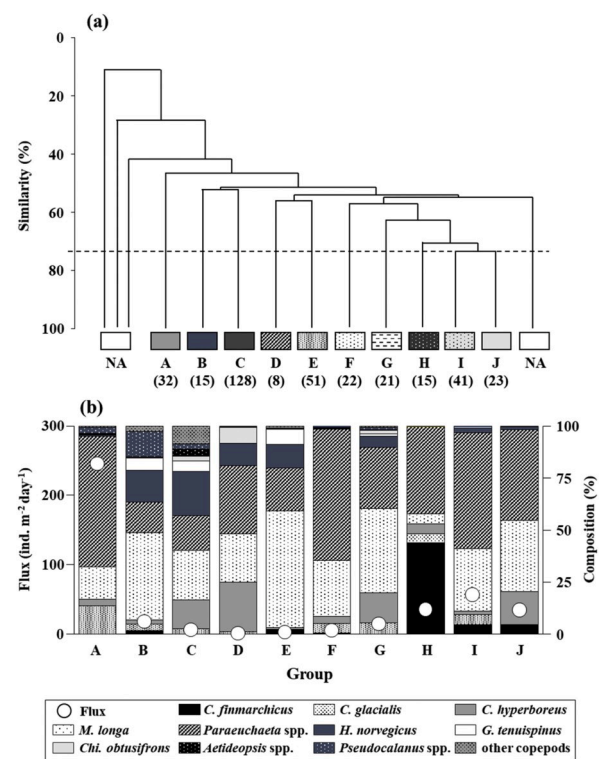 (a)
0
20
40
60
80
100
Similarity (%)
NA A B C D E F G H I J NA
(32) (15) (128) (8) (51) (22) (21) (15) (41) (23)
(b)
300
200
100
0
Flux (ind. m-2 day-1)
100
75
50
25
0
Composition (%)
A B C D E F G H I J
Group
Flux C. finmarchicus C. glacialis C. hyperboreus
M. longa Paraeuchaeta spp. H. norvegicus G. tenuispinus
Chi. obtusifrons Aetideopsis spp. Pseudocalanus spp. other copepods